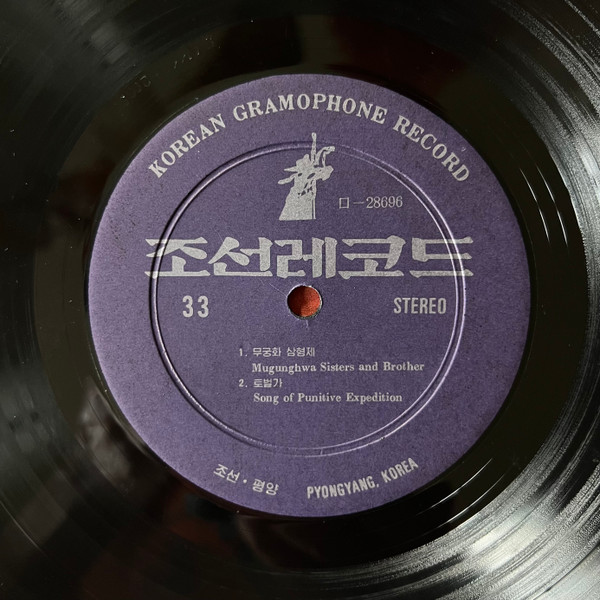 KOREAN GRAMOPHONE RECORD
ㅁ-28696
조선레코드
33
STEREO
1. 무궁화 삼형제
Mugunghwa Sisters and Brother
2. 토벌가
Song of Punitive Expedition
조선·평양
PYONGYANG, KOREA